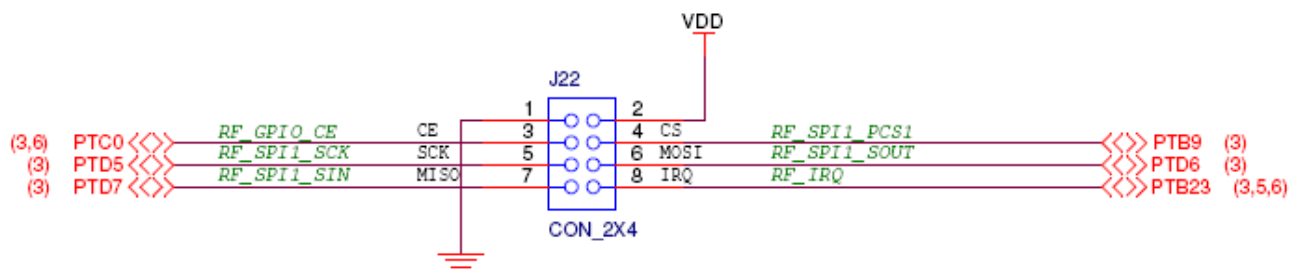 VDD
J22
1 2
(3,6) PTC0 RF_GPIO_CE CE 3 4 CS RF_SPI1_PCS1 PTB9 (3)
(3) PTD5 RF_SPI1_SCK SCK 5 6 MOSI RF_SPI1_SOUT PTD6 (3)
(3) PTD7 RF_SPI1_SIN MISO 7 8 IRQ RF_IRQ PTB23 (3,5,6)
CON_2X4